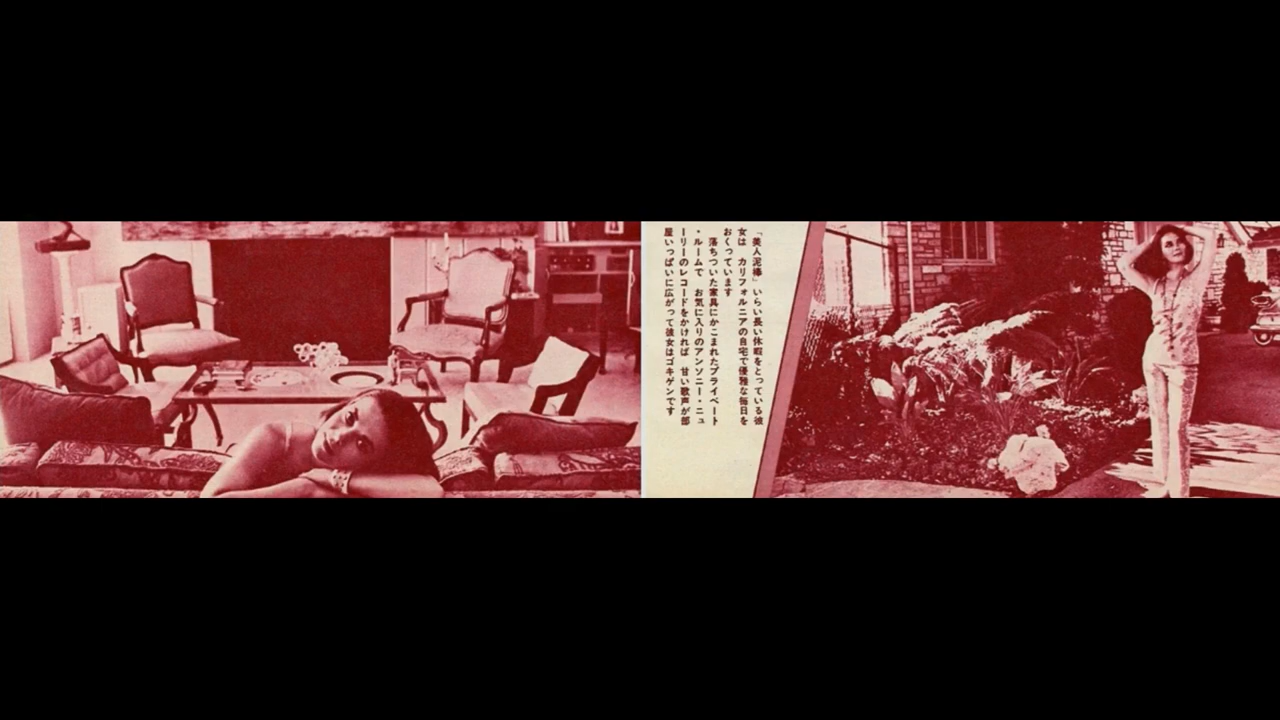 「美人泥棒」いらい長い休暇をとっている彼
女は　カリフォルニアの自宅で優雅な毎日を
おくっています
　落ちついた家具にかこまれたプライベート
・ルームで　お気に入りのアンソニー・ニュ
ーリーのレコードをかければ　甘い歌声が部
屋いっぱいに広がって彼女はゴキゲンです